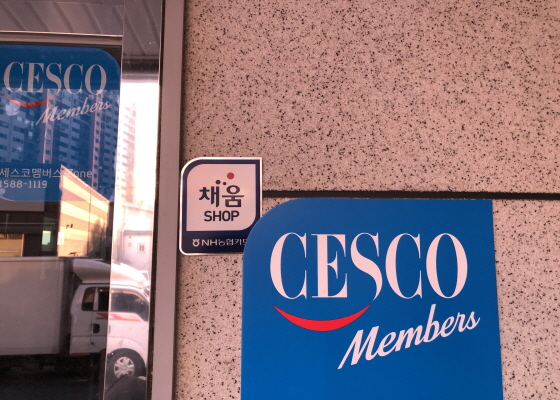 CESCO
Members
세스코멤버스 Zone
1588-1119
채움
SHOP
NH농협카드
CESCO
Members